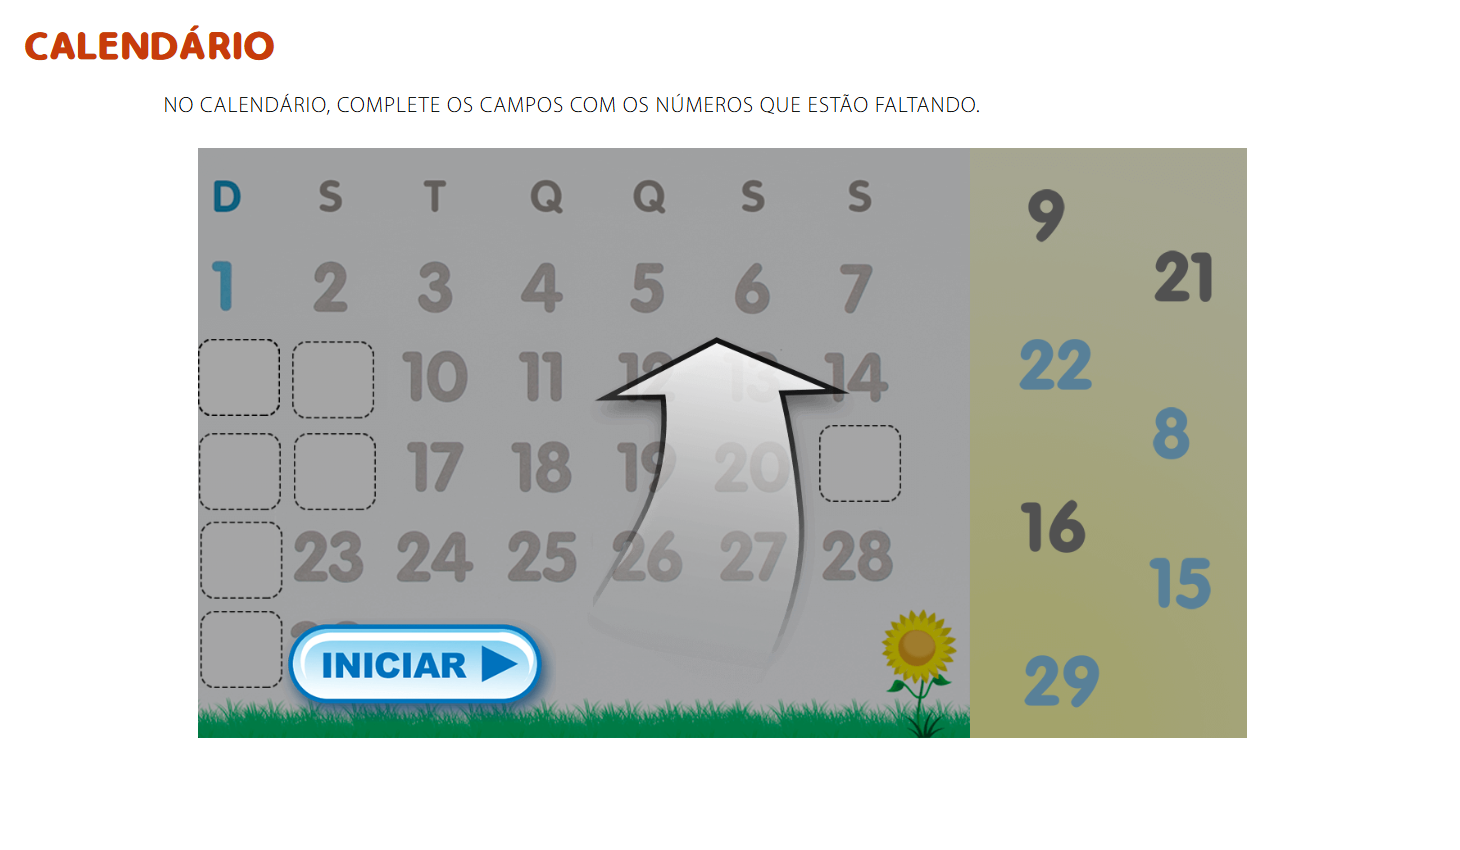 CALENDÁRIO
NO CALENDÁRIO, COMPLETE OS CAMPOS COM OS NÚMEROS QUE ESTÃO FALTANDO.
D S T Q Q S S
1 2 3 4 5 6 7
10 11 12 13 14
17 18 19 20
23 24 25 26 27 28
INICIAR
9
21
22
8
16
15
29